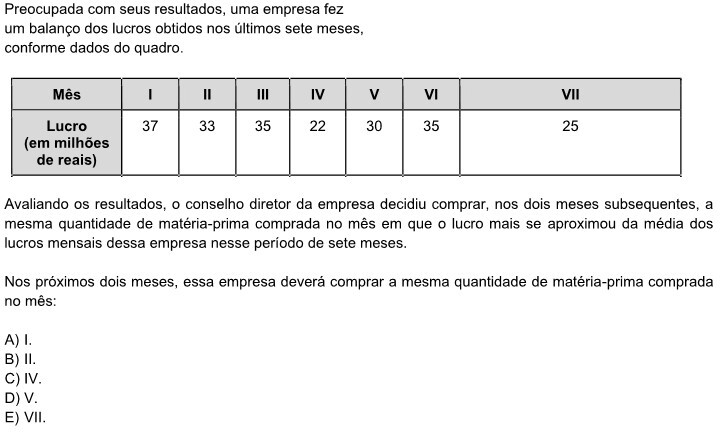 Preocupada com seus resultados, uma empresa fez
um balanço dos lucros obtidos nos últimos sete meses,
conforme dados do quadro.
Mês I II III IV V VI VII
Lucro 37 33 35 22 30 35 25
(em milhões
de reais)
Avaliando os resultados, o conselho diretor da empresa decidiu comprar, nos dois meses subsequentes, a
mesma quantidade de matéria-prima comprada no mês em que o lucro mais se aproximou da média dos
lucros mensais dessa empresa nesse período de sete meses.
Nos próximos dois meses, essa empresa deverá comprar a mesma quantidade de matéria-prima comprada
no mês:
A) I.
B) II.
C) IV.
D) V.
E) VII.